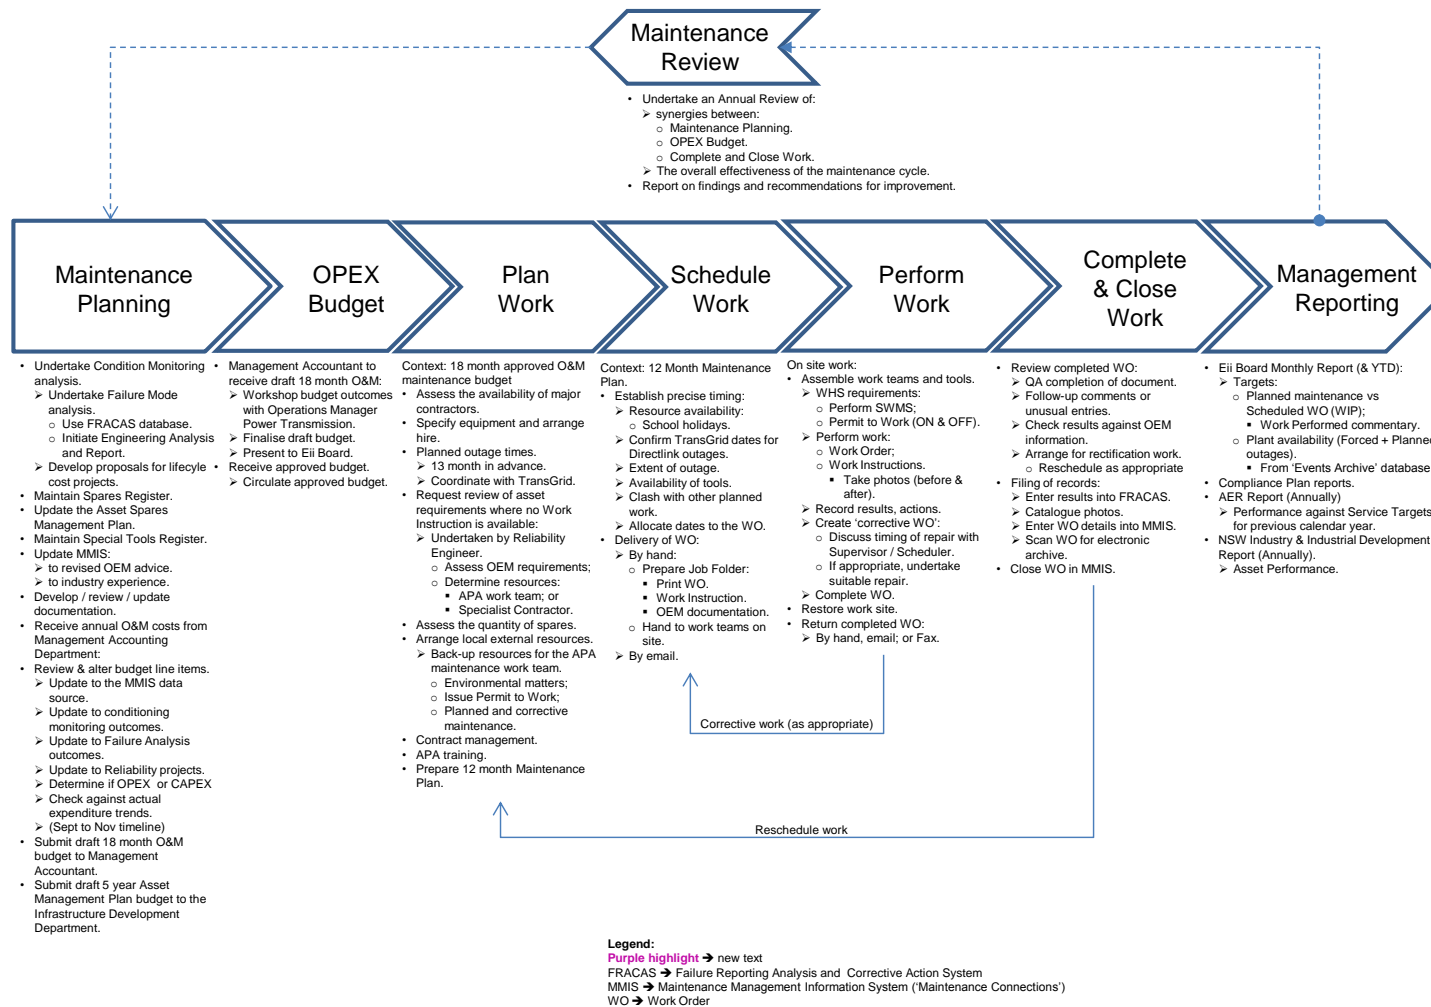 Maintenance
Review
• Undertake an Annual Review of:
➢ synergies between:
o Maintenance Planning.
o OPEX Budget.
o Complete and Close Work.
➢ The overall effectiveness of the maintenance cycle.
• Report on findings and recommendations for improvement.
Maintenance
Planning
OPEX
Budget
Plan
Work
Schedule
Work
Perform
Work
Complete
& Close
Work
Management
Reporting
• Undertake Condition Monitoring
analysis.
➢ Undertake Failure Mode
analysis.
o Use FRACAS database.
o Initiate Engineering Analysis
and Report.
➢ Develop proposals for lifecyle
cost projects.
• Maintain Spares Register.
• Update the Asset Spares
Management Plan.
• Maintain Special Tools Register.
• Update MMIS:
➢ to revised OEM advice.
➢ to industry experience.
• Develop / review / update
documentation.
• Receive annual O&M costs from
Management Accounting
Department:
• Review & alter budget line items.
➢ Update to the MMIS data
source.
➢ Update to conditioning
monitoring outcomes.
➢ Update to Failure Analysis
outcomes.
➢ Update to Reliability projects.
➢ Determine if OPEX or CAPEX
➢ Check against actual
expenditure trends.
➢ (Sept to Nov timeline)
• Submit draft 18 month O&M
budget to Management
Accountant.
• Submit draft 5 year Asset
Management Plan budget to the
Infrastructure Development
Department.
• Management Accountant to
receive draft 18 month O&M:
➢ Workshop budget outcomes
with Operations Manager
Power Transmission.
➢ Finalise draft budget.
➢ Present to Eii Board.
• Receive approved budget.
➢ Circulate approved budget.
Context: 18 month approved O&M
maintenance budget
• Assess the availability of major
contractors.
• Specify equipment and arrange
hire.
• Planned outage times.
➢ 13 month in advance.
➢ Coordinate with TransGrid.
• Request review of asset
requirements where no Work
Instruction is available:
➢ Undertaken by Reliability
Engineer.
o Assess OEM requirements;
o Determine resources:
▪ APA work team; or
▪ Specialist Contractor.
• Assess the quantity of spares.
• Arrange local external resources.
➢ Back-up resources for the APA
maintenance work team.
o Environmental matters;
o Issue Permit to Work;
o Planned and corrective
maintenance.
• Contract management.
• APA training.
• Prepare 12 month Maintenance
Plan.
Context: 12 Month Maintenance
Plan.
• Establish precise timing:
➢ Resource availability:
o School holidays.
➢ Confirm TransGrid dates for
Directlink outages.
➢ Extent of outage.
➢ Availability of tools.
➢ Clash with other planned
work.
➢ Allocate dates to the WO.
• Delivery of WO:
➢ By hand:
o Prepare Job Folder:
▪ Print WO.
▪ Work Instruction.
▪ OEM documentation.
o Hand to work teams on
site.
➢ By email.
On site work:
• Assemble work teams and tools.
➢ WHS requirements:
o Perform SWMS;
o Permit to Work (ON & OFF).
➢ Perform work:
o Work Order;
o Work Instructions.
▪ Take photos (before &
after).
➢ Record results, actions.
➢ Create 'corrective WO':
o Discuss timing of repair with
Supervisor / Scheduler.
o If appropriate, undertake
suitable repair.
➢ Complete WO.
• Restore work site.
• Return completed WO:
➢ By hand, email; or Fax.
• Review completed WO:
➢ QA completion of document.
➢ Follow-up comments or
unusual entries.
➢ Check results against OEM
information.
➢ Arrange for rectification work.
o Reschedule as appropriate
• Filing of records:
➢ Enter results into FRACAS.
➢ Catalogue photos.
➢ Enter WO details into MMIS.
➢ Scan WO for electronic
archive.
• Close WO in MMIS.
• Eii Board Monthly Report (& YTD):
➢ Targets:
o Planned maintenance vs
Scheduled WO (WIP);
▪ Work Performed commentary.
o Plant availability (Forced + Planned
outages).
▪ From 'Events Archive' database
• Compliance Plan reports.
• AER Report (Annually)
➢ Performance against Service Targets
for previous calendar year.
• NSW Industry & Industrial Development
Report (Annually).
➢ Asset Performance.
Corrective work (as appropriate)
Reschedule work
Legend:
Purple highlight ➔ new text
FRACAS ➔ Failure Reporting Analysis and Corrective Action System
MMIS ➔ Maintenance Management Information System ('Maintenance Connections')
WO ➔ Work Order